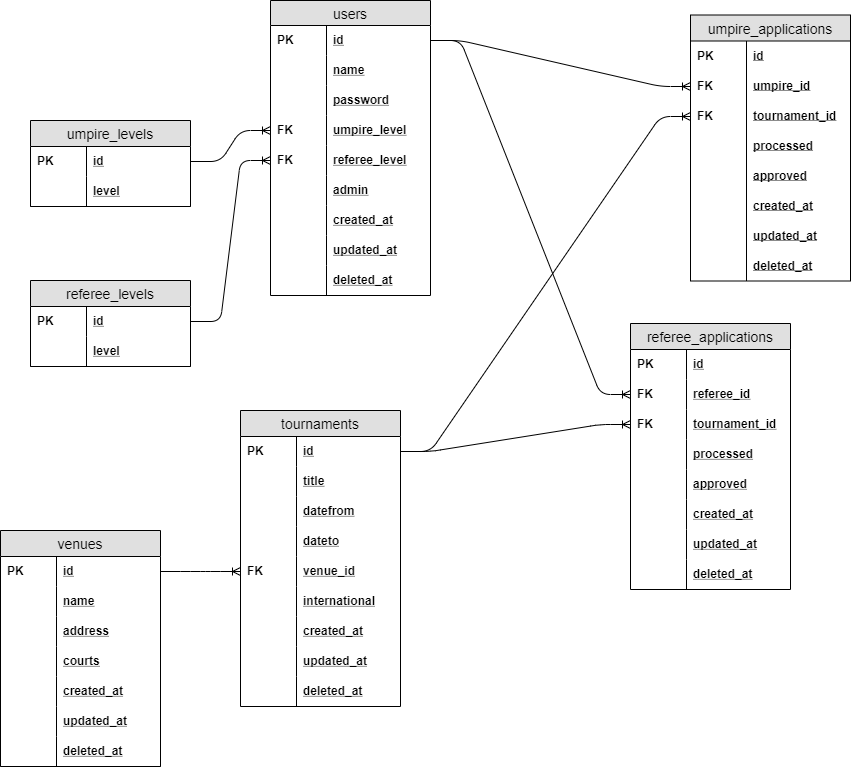 users
PK id
name
password
FK umpire_level
FK referee_level
admin
created_at
updated_at
deleted_at
umpire_applications
PK id
FK umpire_id
FK tournament_id
processed
approved
created_at
updated_at
deleted_at
umpire_levels
PK id
level
referee_levels
PK id
level
referee_applications
PK id
FK referee_id
FK tournament_id
processed
approved
created_at
updated_at
deleted_at
tournaments
PK id
title
datefrom
dateto
FK venue_id
international
created_at
updated_at
deleted_at
venues
PK id
name
address
courts
created_at
updated_at
deleted_at